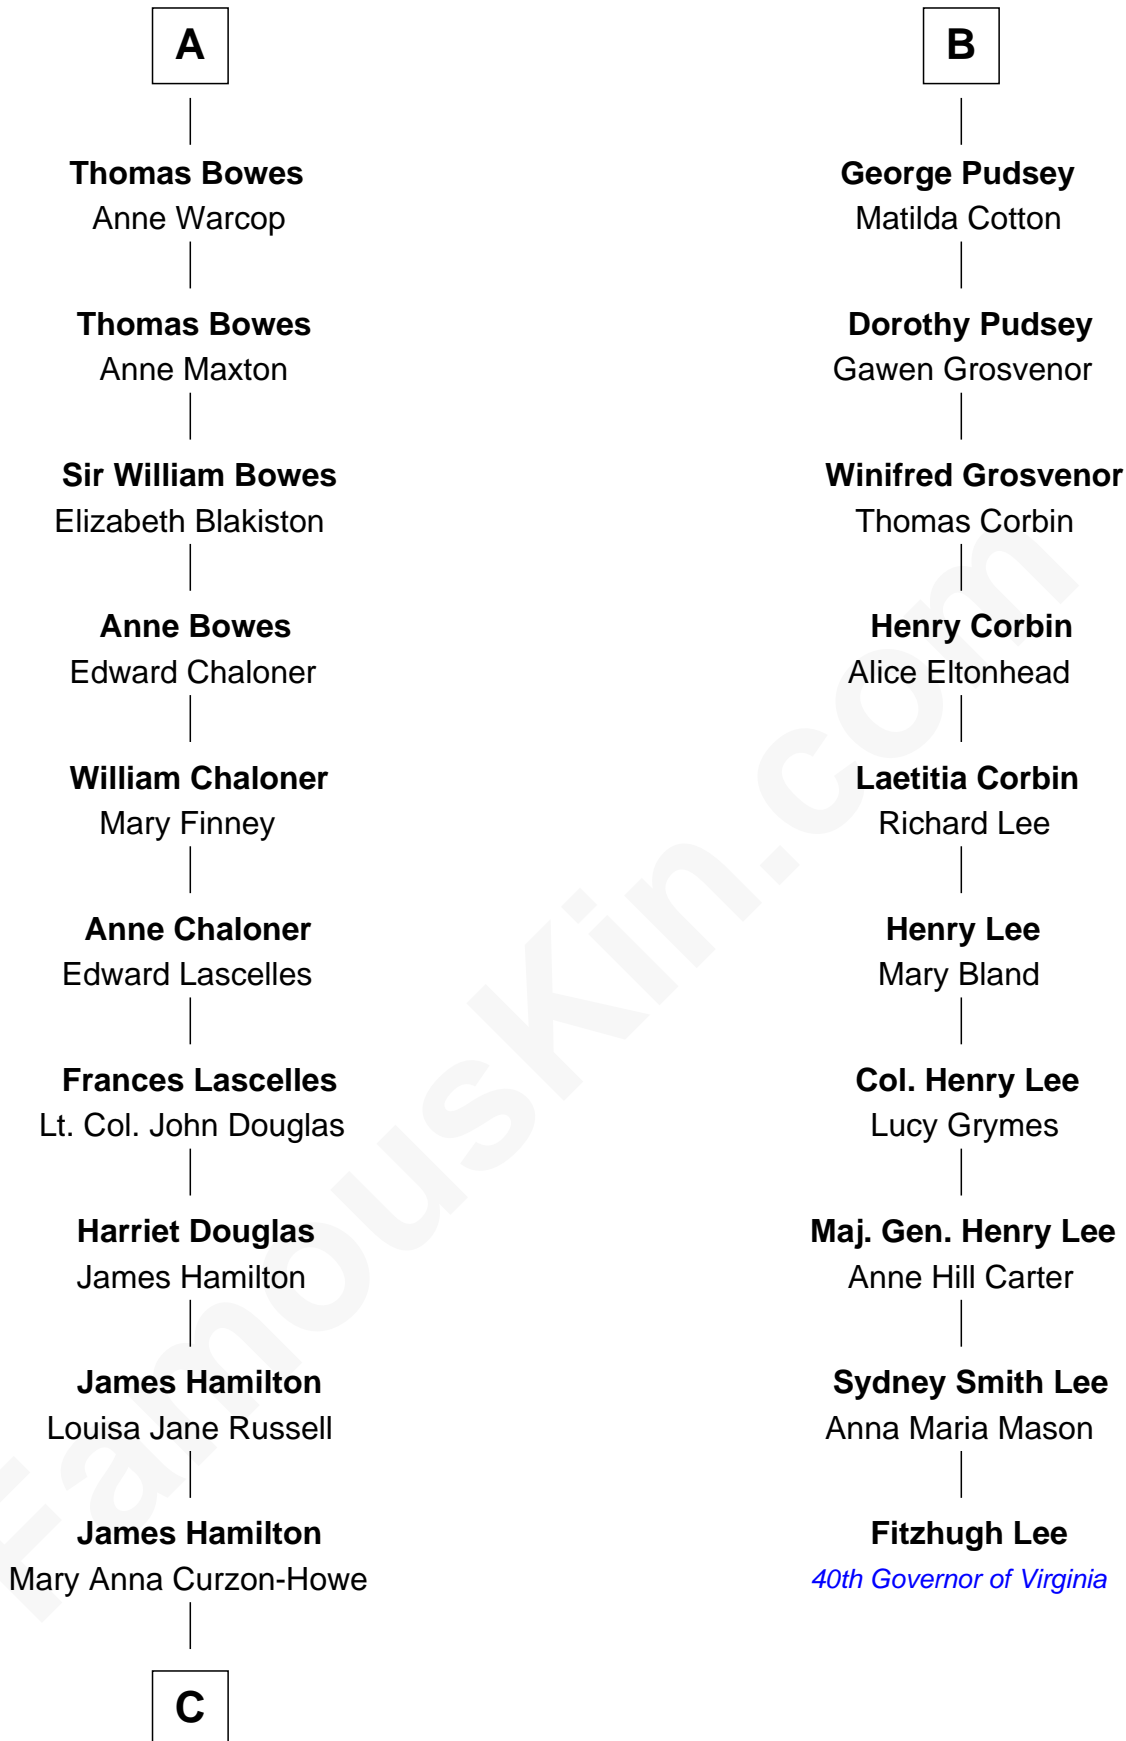 A
Thomas Bowes
Anne Warcop
Thomas Bowes
Anne Maxton
Sir William Bowes
Elizabeth Blakiston
Anne Bowes
Edward Chaloner
William Chaloner
Mary Finney
Anne Chaloner
Edward Lascelles
Frances Lascelles
Lt. Col. John Douglas
Harriet Douglas
James Hamilton
James Hamilton
Louisa Jane Russell
James Hamilton
Mary Anna Curzon-Howe
C
B
George Pudsey
Matilda Cotton
Dorothy Pudsey
Gawen Grosvenor
Winifred Grosvenor
Thomas Corbin
Henry Corbin
Alice Eltonhead
Laetitia Corbin
Richard Lee
Henry Lee
Mary Bland
Col. Henry Lee
Lucy Grymes
Maj. Gen. Henry Lee
Anne Hill Carter
Sydney Smith Lee
Anna Maria Mason
Fitzhugh Lee
40th Governor of Virginia
FamousKin.com